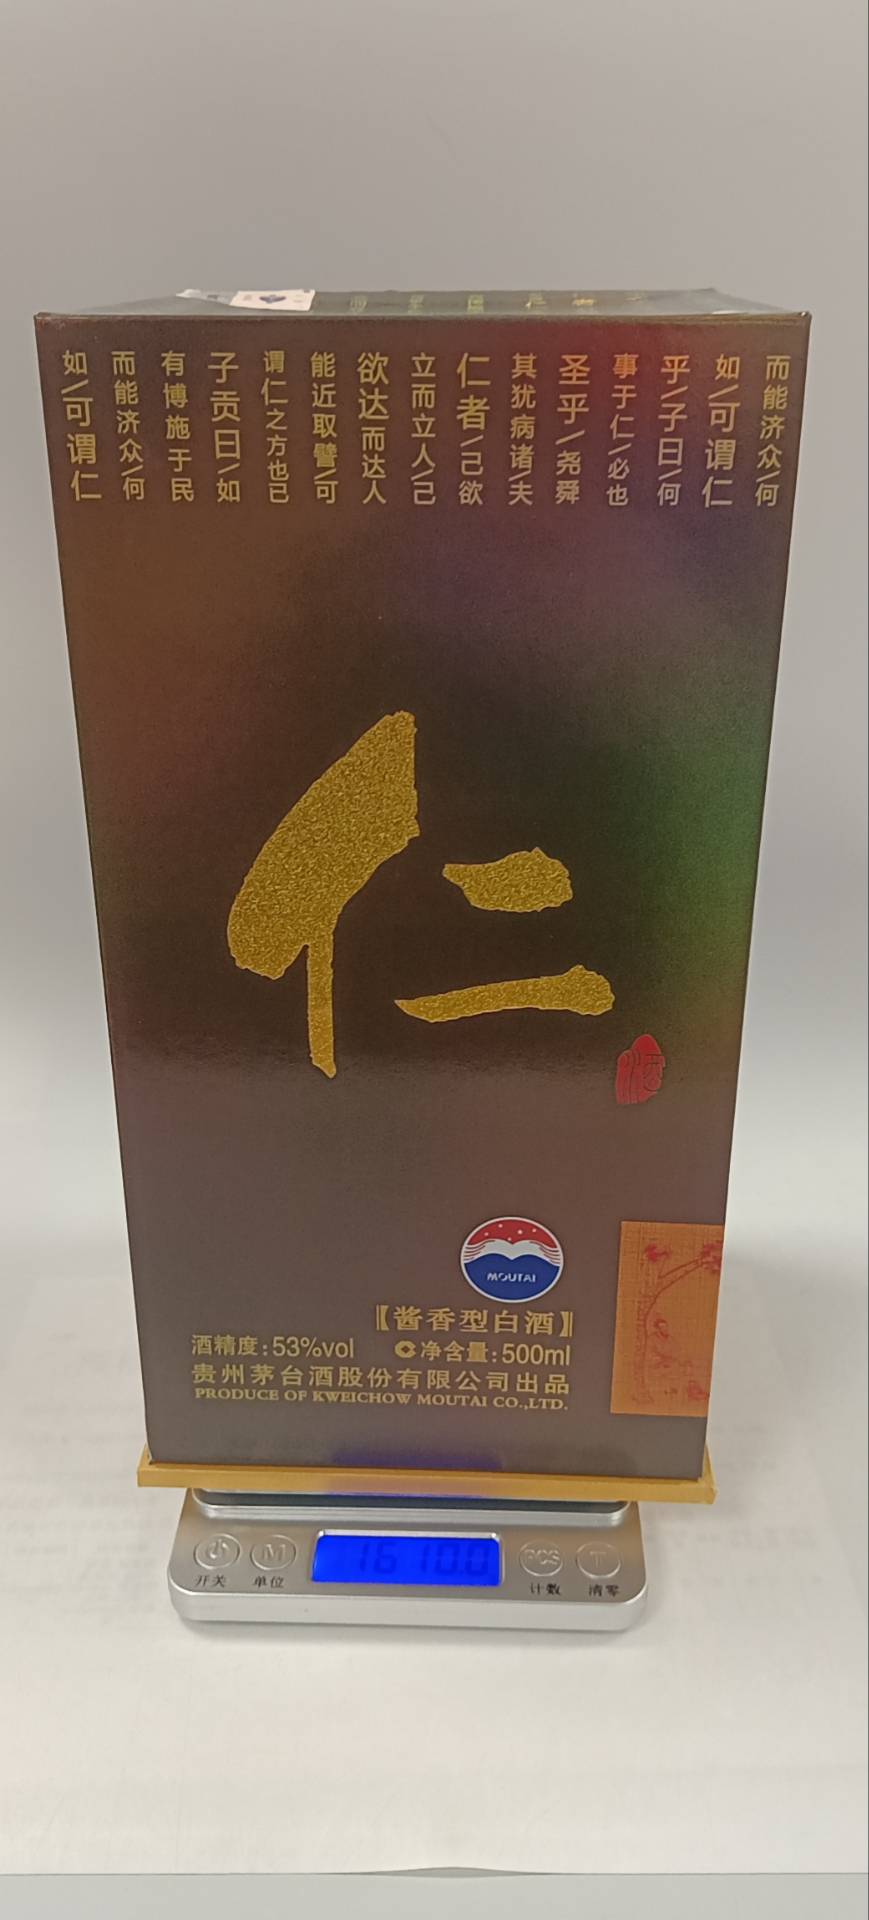 而能济众\何
如\可谓仁
乎/子曰\何
事于仁/必也
圣乎/尧舜
其犹病诸/夫
仁者/己欲
立而立人/己
欲达而达人
能近取譬/可
谓仁之方也已
子贡曰\如
有博施于民
而能济众\何
如\可谓仁
仁
酒
MOUTAI
【酱香型白酒】
酒精度:53%vol 净含量:500ml
贵州茅台酒股份有限公司出品
PRODUCE OF KWEICHOW MOUTAI CO.,LTD.
M 1610.0 PCS T
开关 单位 计数 清零